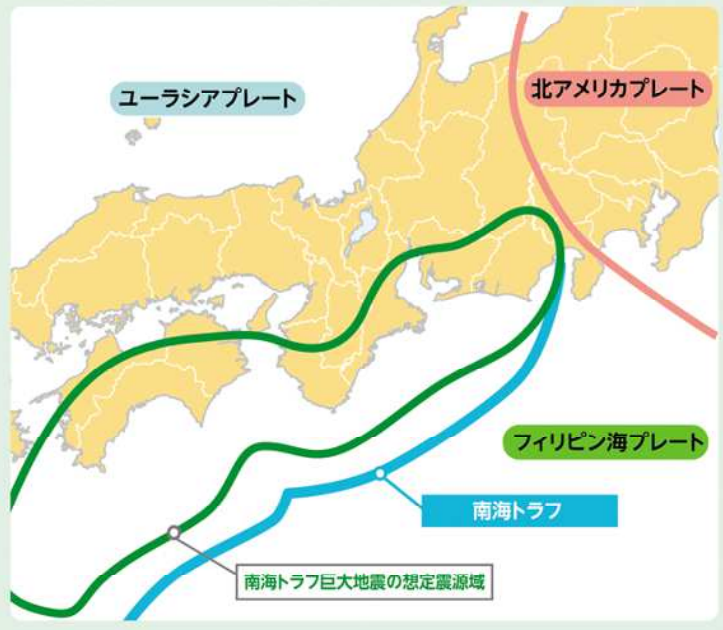 ユーラシアプレート
北アメリカプレート
フィリピン海プレート
南海トラフ
南海トラフ巨大地震の想定震源域